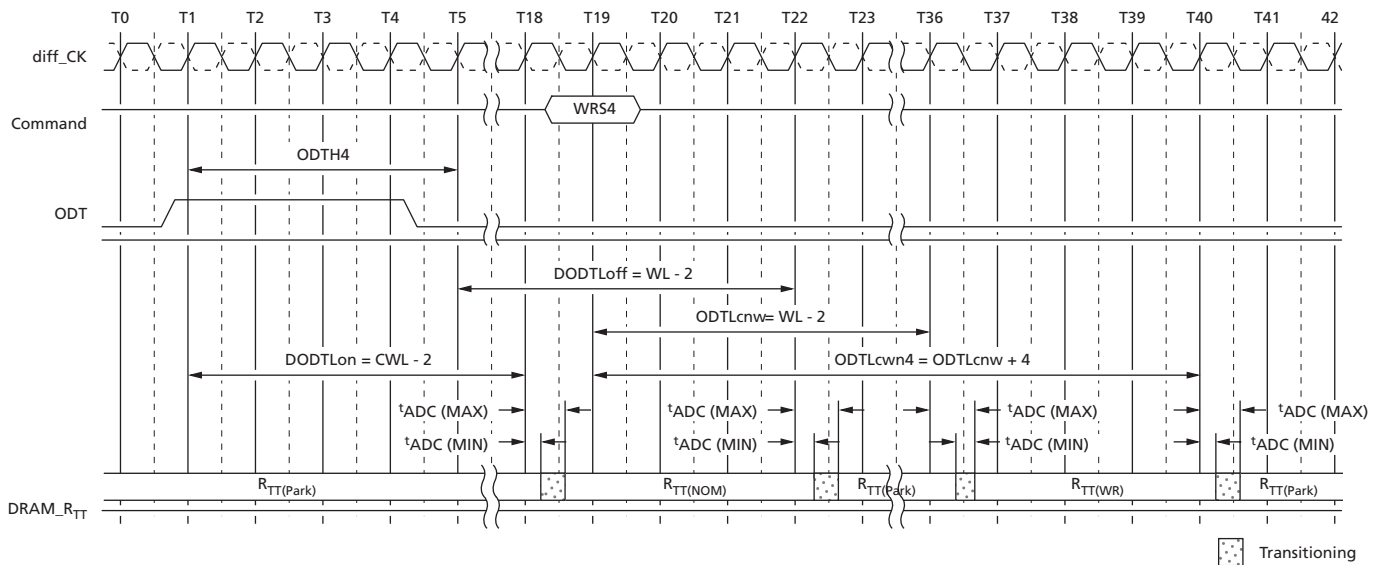 T0 T1 T2 T3 T4 T5 T18 T19 T20 T21 T22 T23 T36 T37 T38 T39 T40 T41 42
diff_CK
WRS4
Command
ODTH4
ODT
DODTLoff = WL - 2
ODTLcnw= WL - 2
DODTLon = CWL - 2 ODTLcwn4 = ODTLcnw + 4
tADC (MAX) tADC (MAX) tADC (MAX) tADC (MAX)
tADC (MIN) tADC (MIN) tADC (MIN) tADC (MIN)
RTT(Park) RTT(NOM) RTT(Park) RTT(WR) RTT(Park)
DRAM_RTT
Transitioning